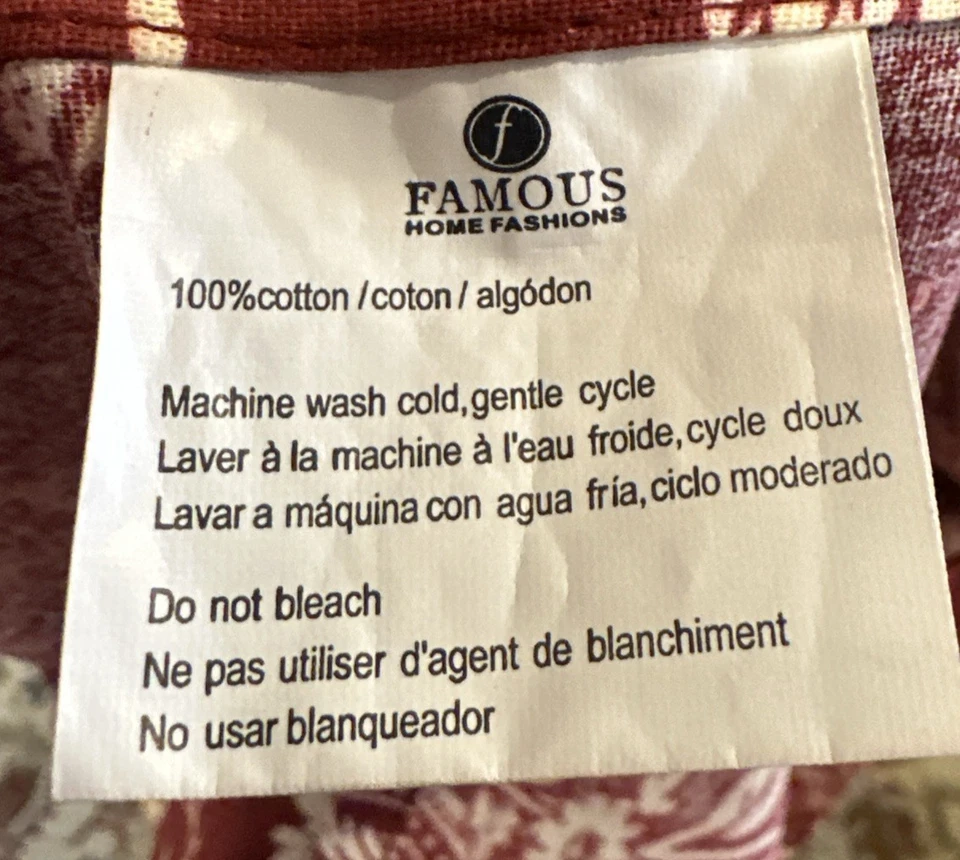 f
FAMOUS
HOME FASHIONS
100%cotton / coton / algódon
Machine wash cold, gentle cycle
Laver à la machine à l'eau froide, cycle doux
Lavar a máquina con agua fría, ciclo moderado
Do not bleach
Ne pas utiliser d'agent de blanchiment
No usar blanqueador